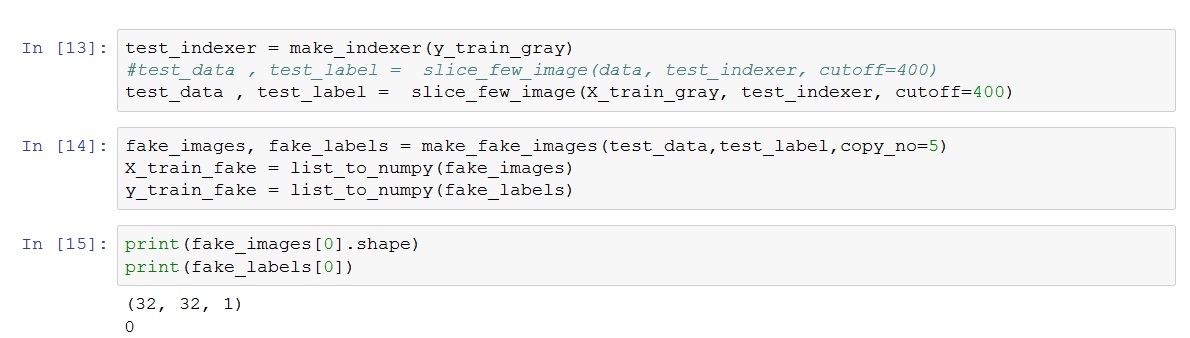 In [13]: test_indexer = make_indexer(y_train_gray)
#test_data , test_label =  slice_few_image(data, test_indexer, cutoff=400)
test_data , test_label =  slice_few_image(X_train_gray, test_indexer, cutoff=400)
In [14]: fake_images, fake_labels = make_fake_images(test_data,test_label,copy_no=5)
X_train_fake = list_to_numpy(fake_images)
y_train_fake = list_to_numpy(fake_labels)
In [15]: print(fake_images[0].shape)
print(fake_labels[0])
(32, 32, 1)
0